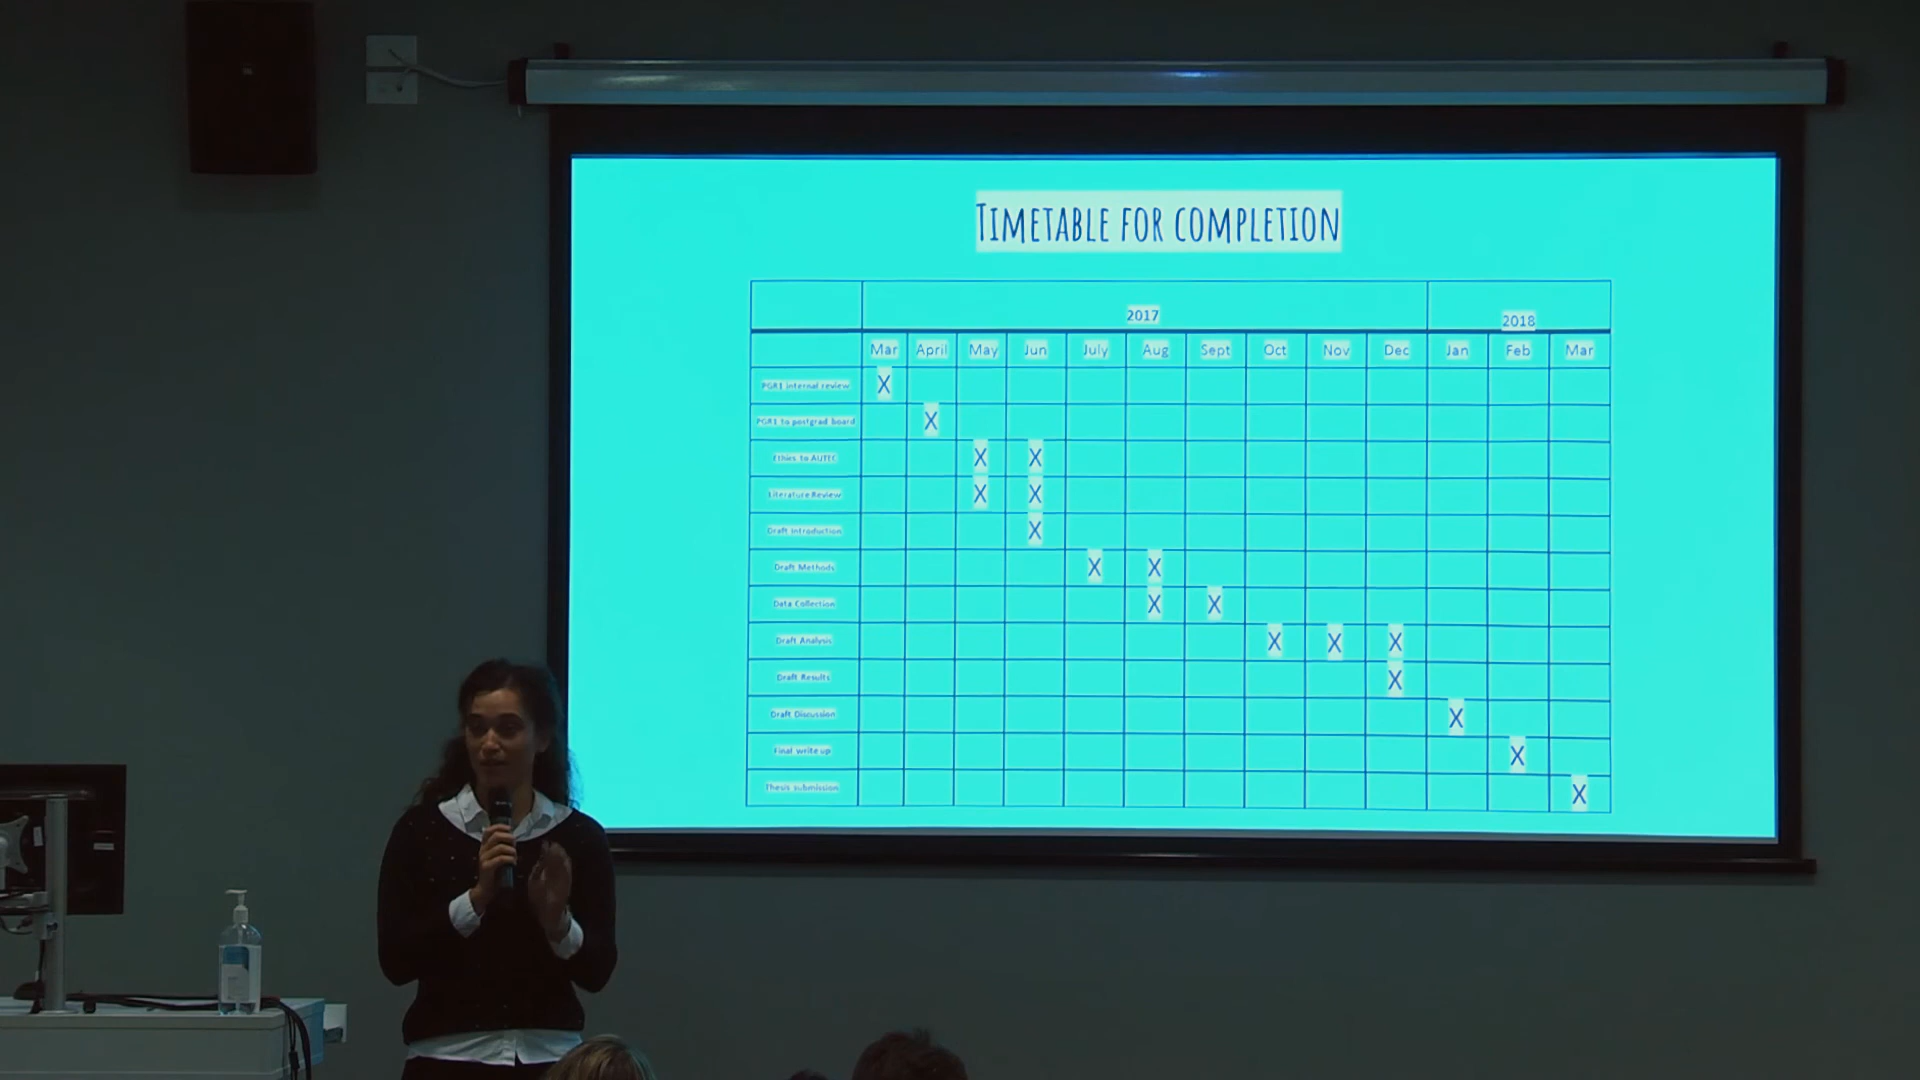 TIMETABLE FOR COMPLETION
2017 2018
Mar April May Jun July Aug Sept Oct Nov Dec Jan Feb Mar
PGR1 internal review X
PGR1 to postgrad board X
Ethics to AUTEC X X
Literature Review X X
Draft Introduction X
Draft Methods X X
Data Collection X X
Draft Analysis X X X
Draft Results X
Draft Discussion X
Final write up X
Thesis submission X